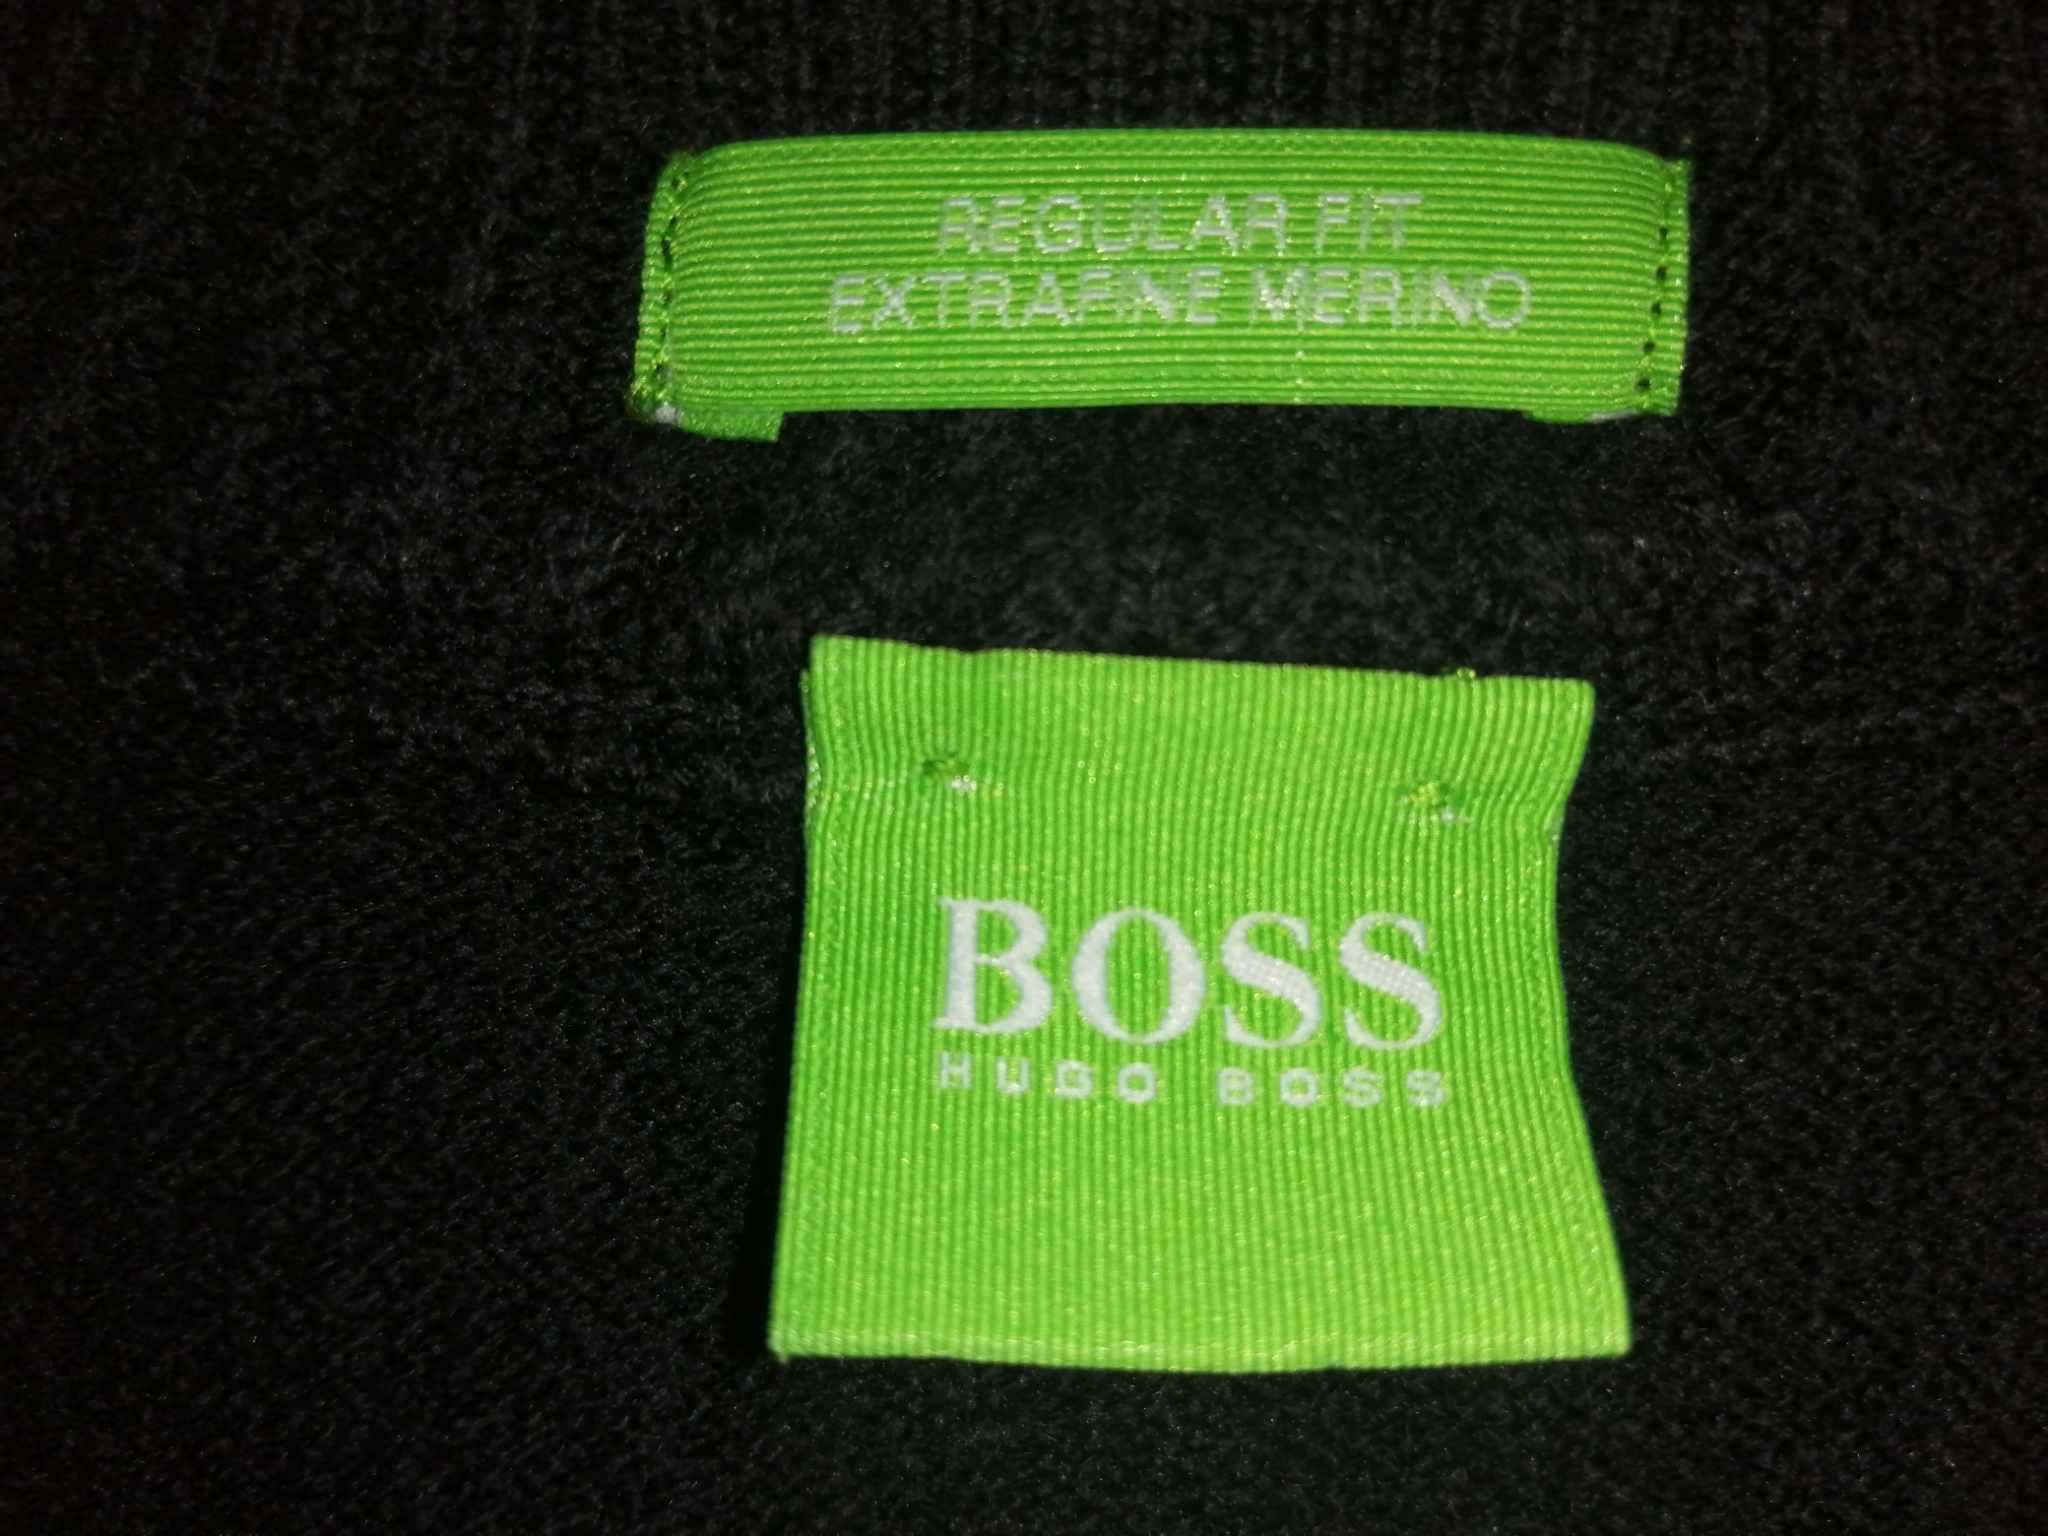 REGULAR FIT
EXTRAFINE MERINO
BOSS
HUGO BOSS